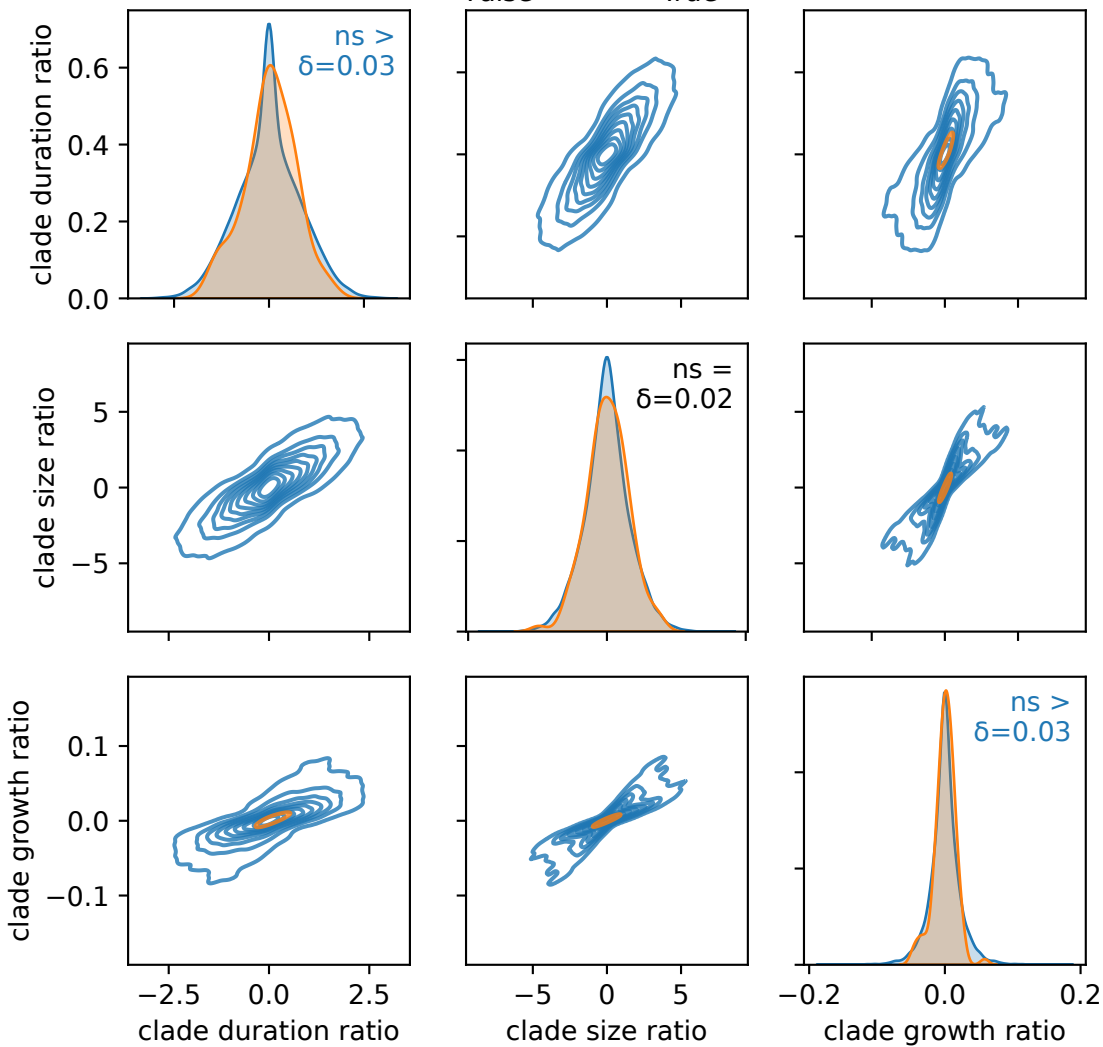 clade duration ratio
0.6
0.4
0.2
0.0
ns >
δ=0.03
clade size ratio
5
0
−5
ns =
δ=0.02
−5
0
5
clade growth ratio
0.1
0.0
−0.1
ns >
δ=0.03
−2.5
0.0
2.5
clade duration ratio
−5
0
5
clade size ratio
−0.2
0.0
0.2
clade growth ratio